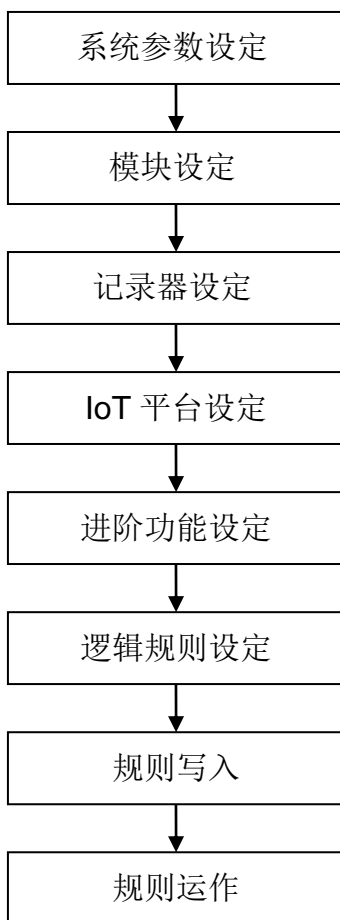 系统参数设定
模块设定
记录器设定
IoT 平台设定
进阶功能设定
逻辑规则设定
规则写入
规则运作